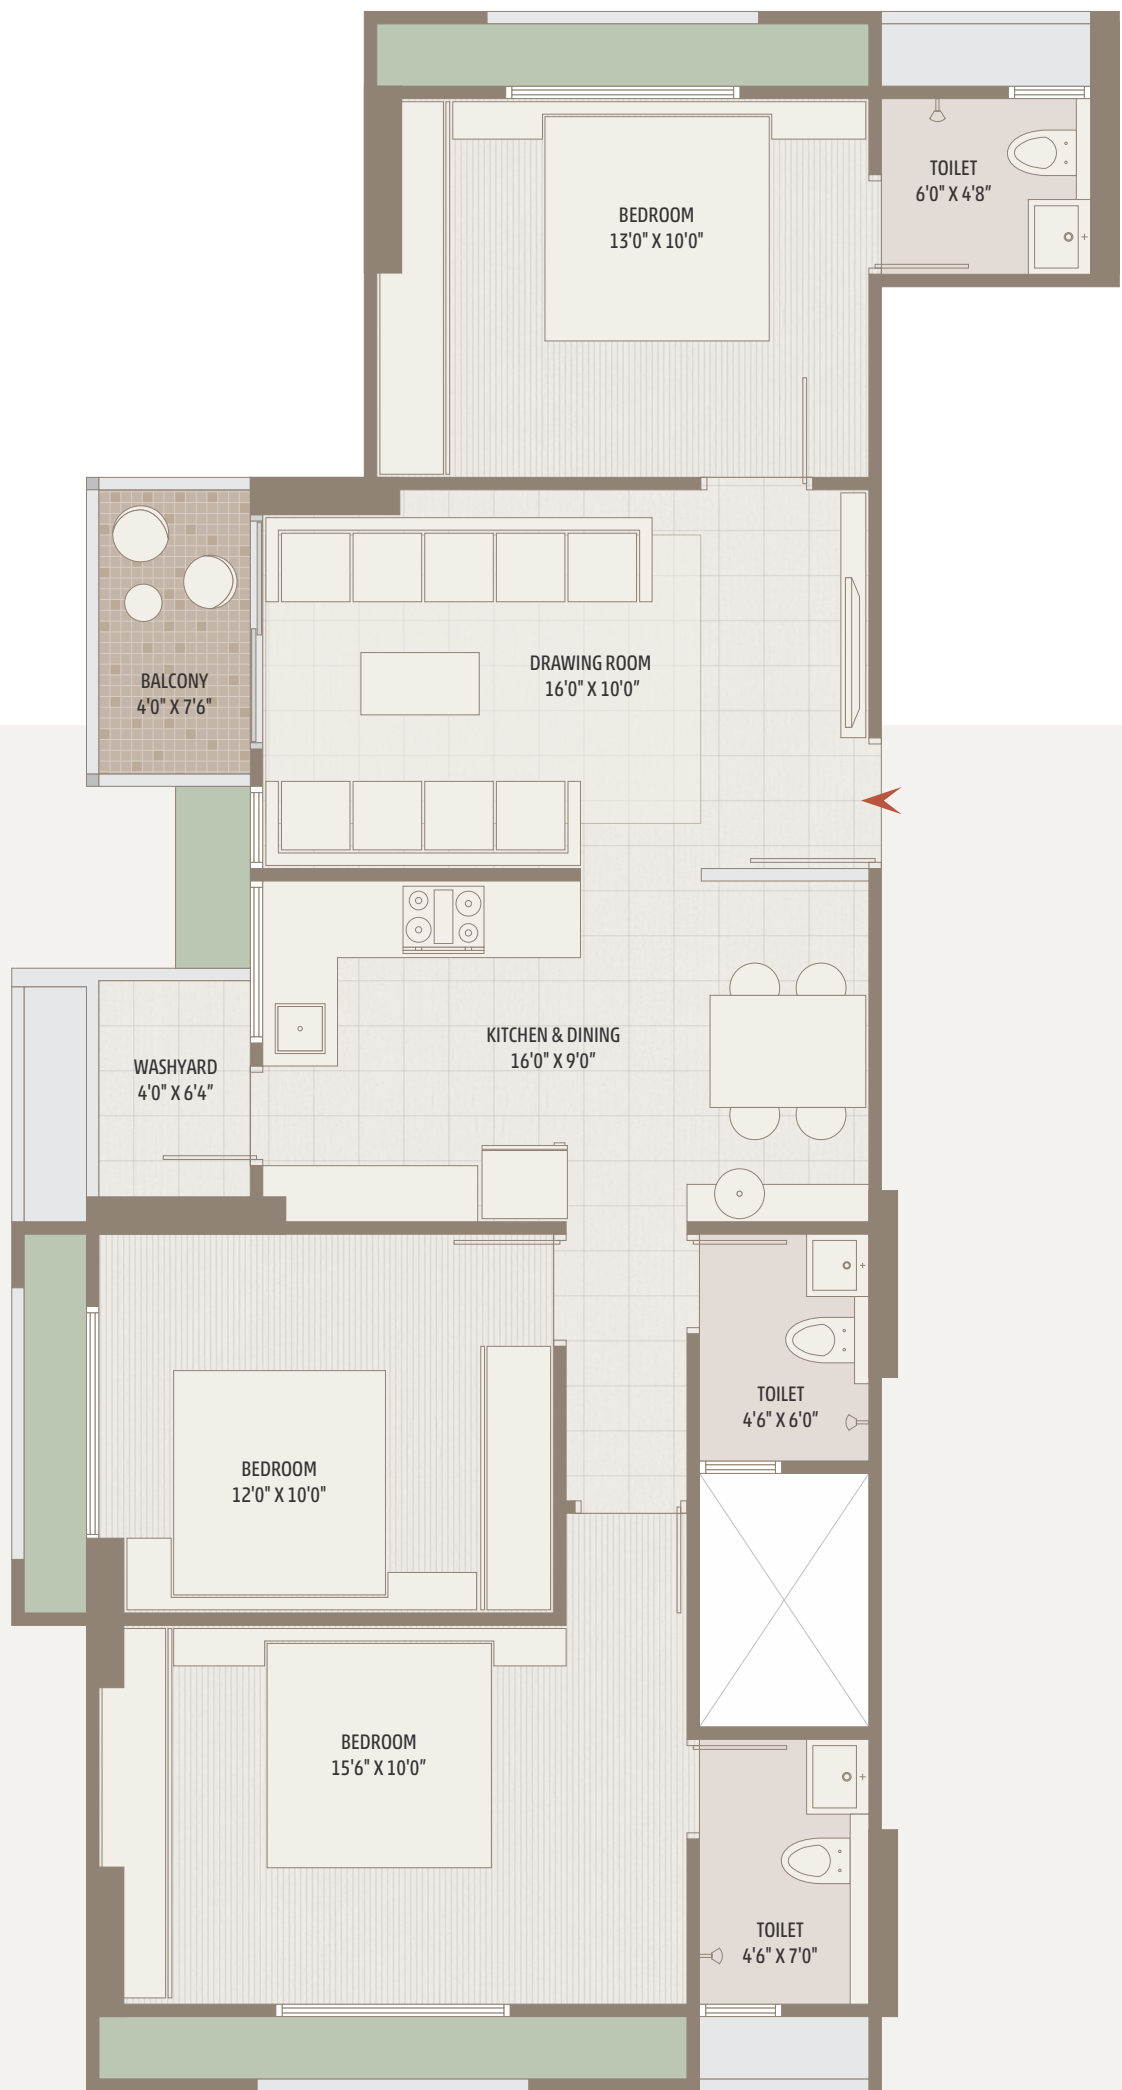 TOILET
6'0" X 4'8"
BEDROOM
13'0" X 10'0"
DRAWING ROOM
16'0" X 10'0"
BALCONY
4'0" X 7'6"
KITCHEN & DINING
16'0" X 9'0"
WASHYARD
4'0" X 6'4"
TOILET
4'6" X 6'0"
BEDROOM
12'0" X 10'0"
BEDROOM
15'6" X 10'0"
TOILET
4'6" X 7'0"